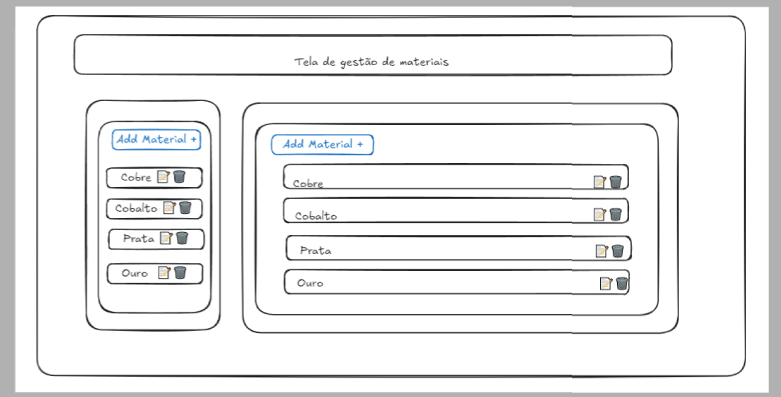 Tela de gestão de materiais
Add Material +
Cobre
Cobalto
Prata
Ouro
Add Material +
Cobre
Cobalto
Prata
Ouro